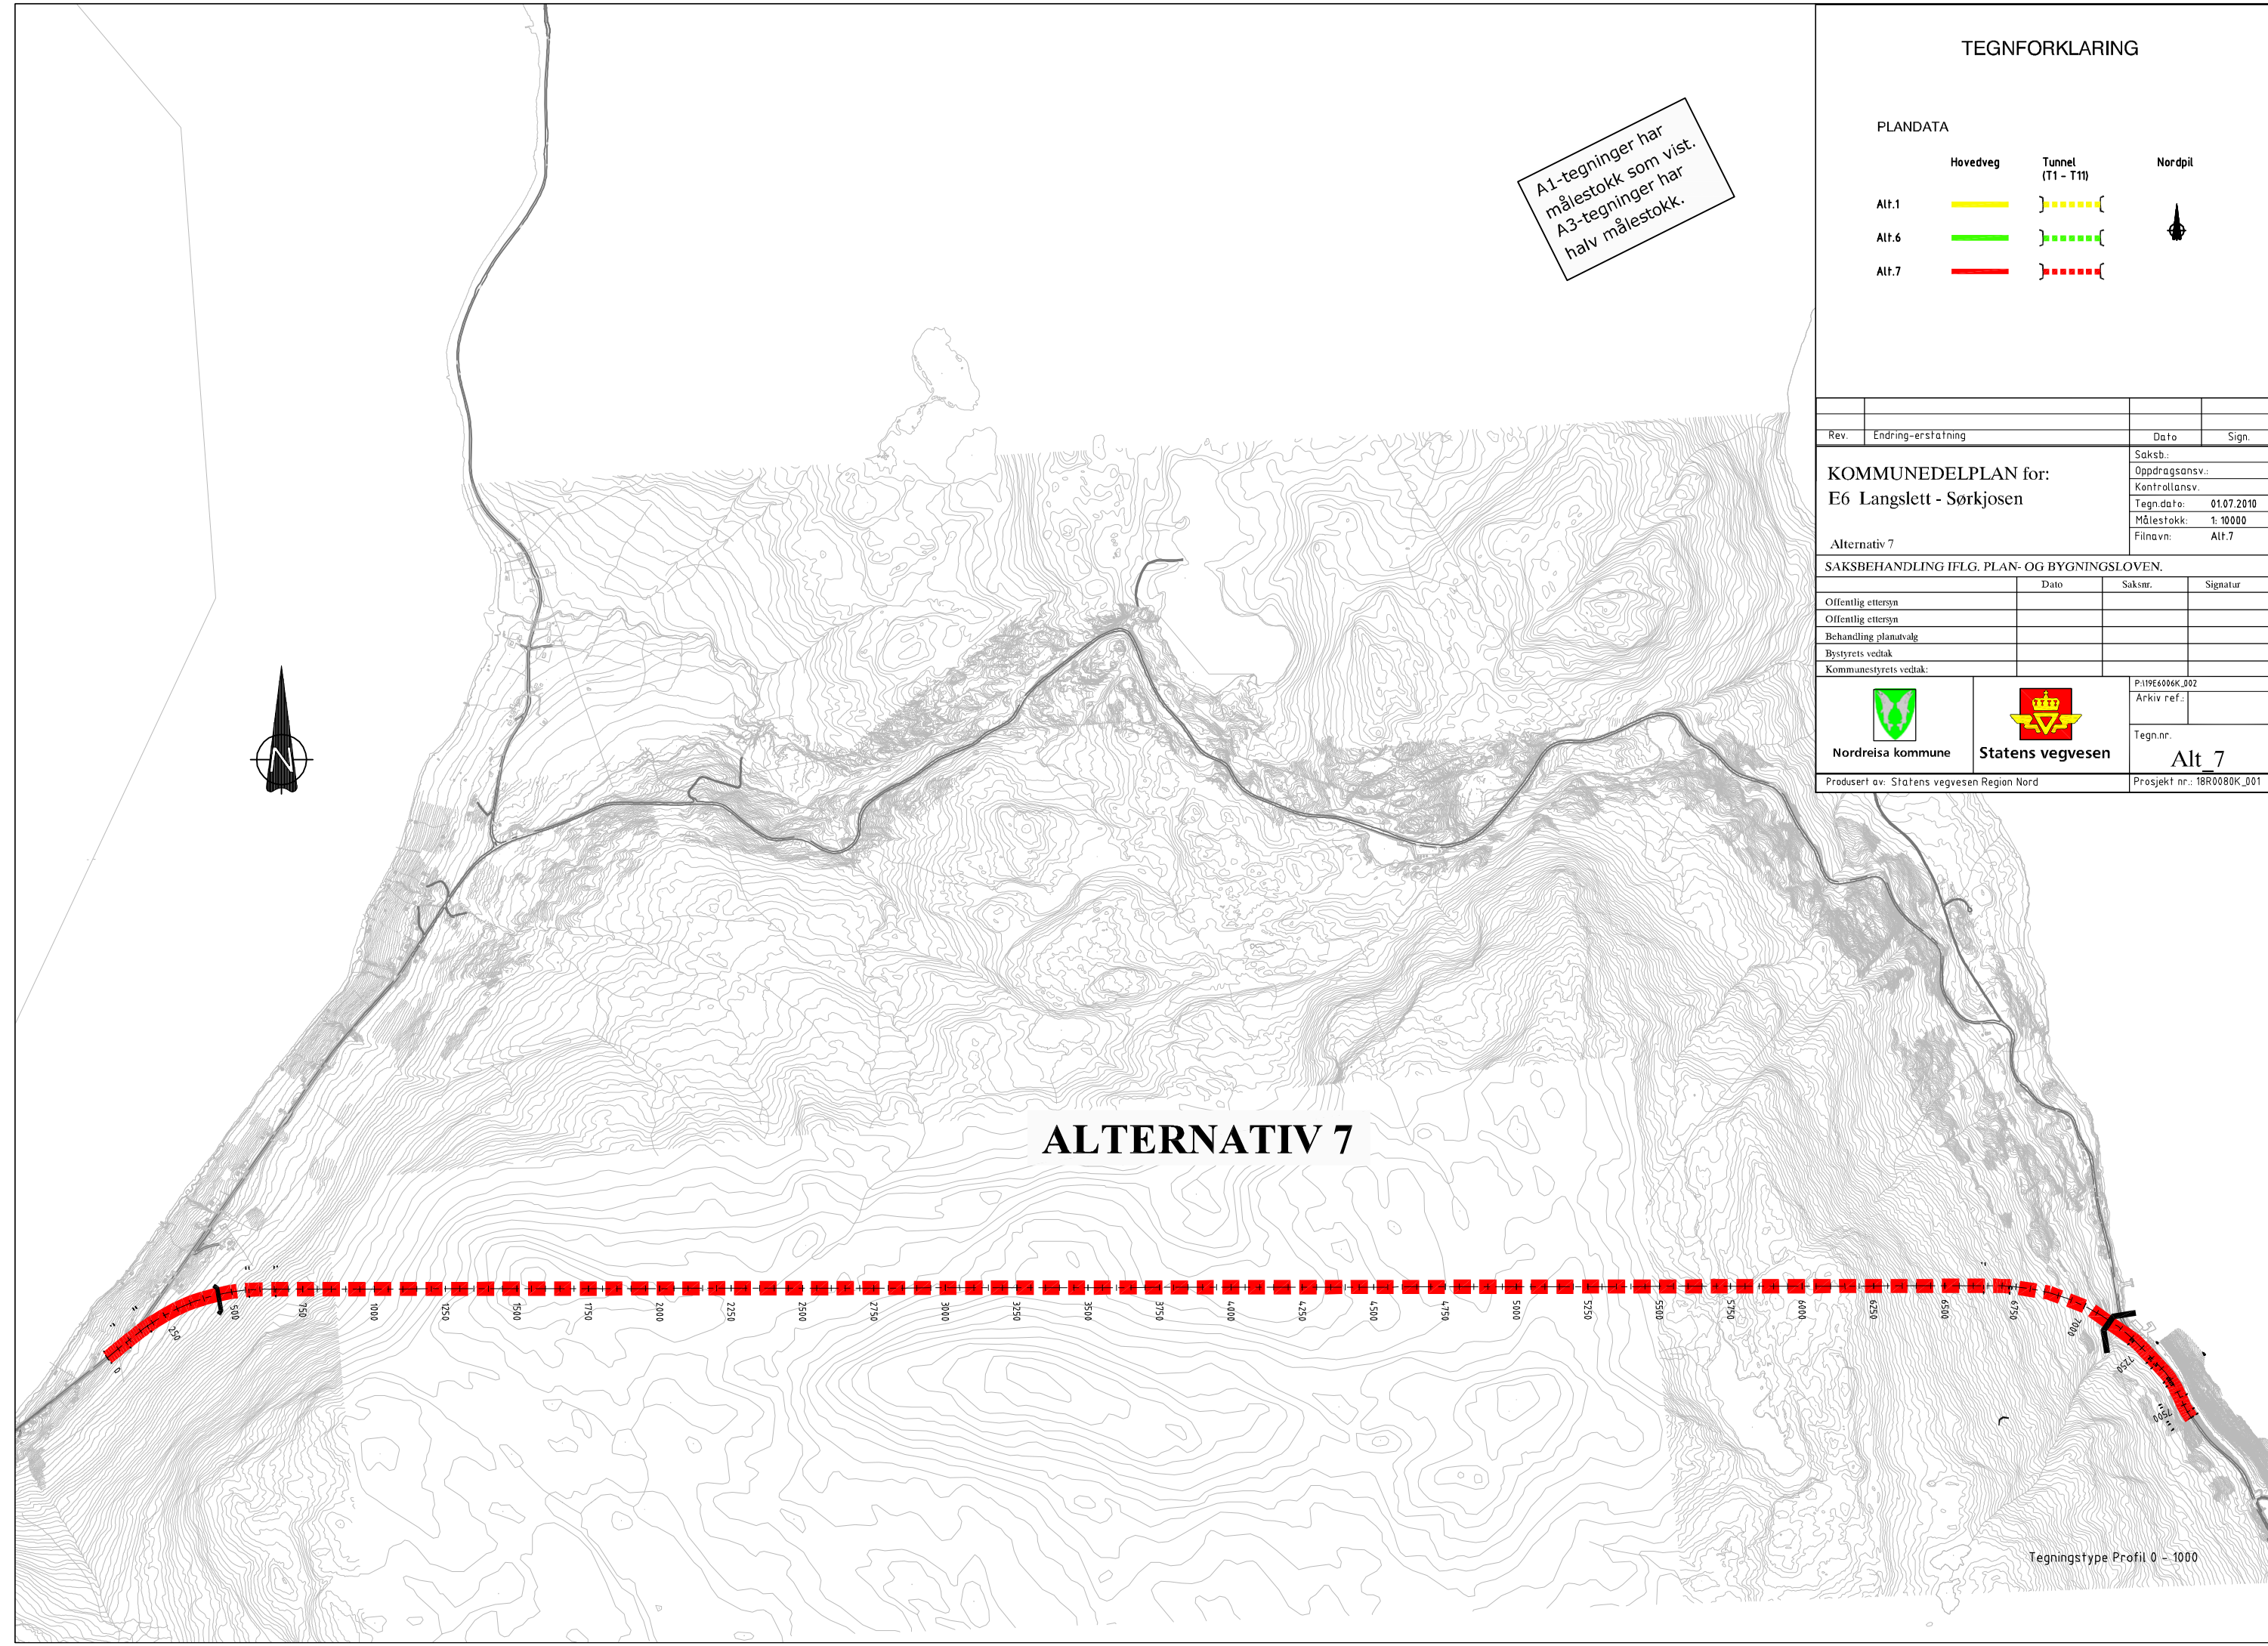 A1-tegninger har
målestokk som vist.
A3-tegninger har
halv målestokk.
TEGNFORKLARING
PLANDATA
Hovedveg Tunnel Nordpil
(T1 - T11)
Alt.1
Alt.6
Alt.7
Rev. Endring-erstatning Dato Sign.
KOMMUNEDELPLAN for:
E6 Langslett - Sørkjosen
Alternativ 7
Saksb.:
Oppdragsansv.:
Kontrollansv.
Tegn.dato: 01.07.2010
Målestokk: 1: 10000
Filnavn: Alt.7
SAKSBEHANDLING IFLG. PLAN- OG BYGNINGSLOVEN.
Dato Saksnr. Signatur
Offentlig ettersyn
Offentlig ettersyn
Behandling planutvalg
Bystyrets vedtak
Kommunestyrets vedtak:
Nordreisa kommune
Statens vegvesen
P:\19E6006K_002
Arkiv ref.:
Tegn.nr.
Alt_7
Produsert av: Statens vegvesen Region Nord
Prosjekt nr.: 18R0080K_001
N
ALTERNATIV 7
0
250
500
750
1000
1250
1500
1750
2000
2250
2500
2750
3000
3250
3500
3750
4000
4250
4500
4750
5000
5250
5500
5750
6000
6250
6500
6750
7000
7250
7500
Tegningstype Profil 0 - 1000